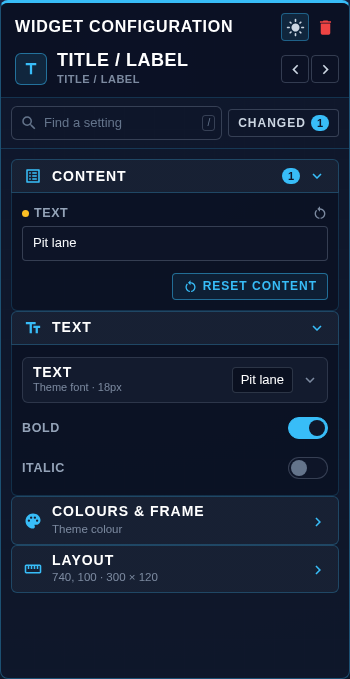 WIDGET CONFIGURATION
T
TITLE / LABEL
TITLE / LABEL
Find a setting
/
CHANGED 1
CONTENT 1
TEXT
Pit lane
RESET CONTENT
TEXT
TEXT
Theme font · 18px
Pit lane
BOLD
ITALIC
COLOURS & FRAME
Theme colour
LAYOUT
740, 100 · 300 × 120